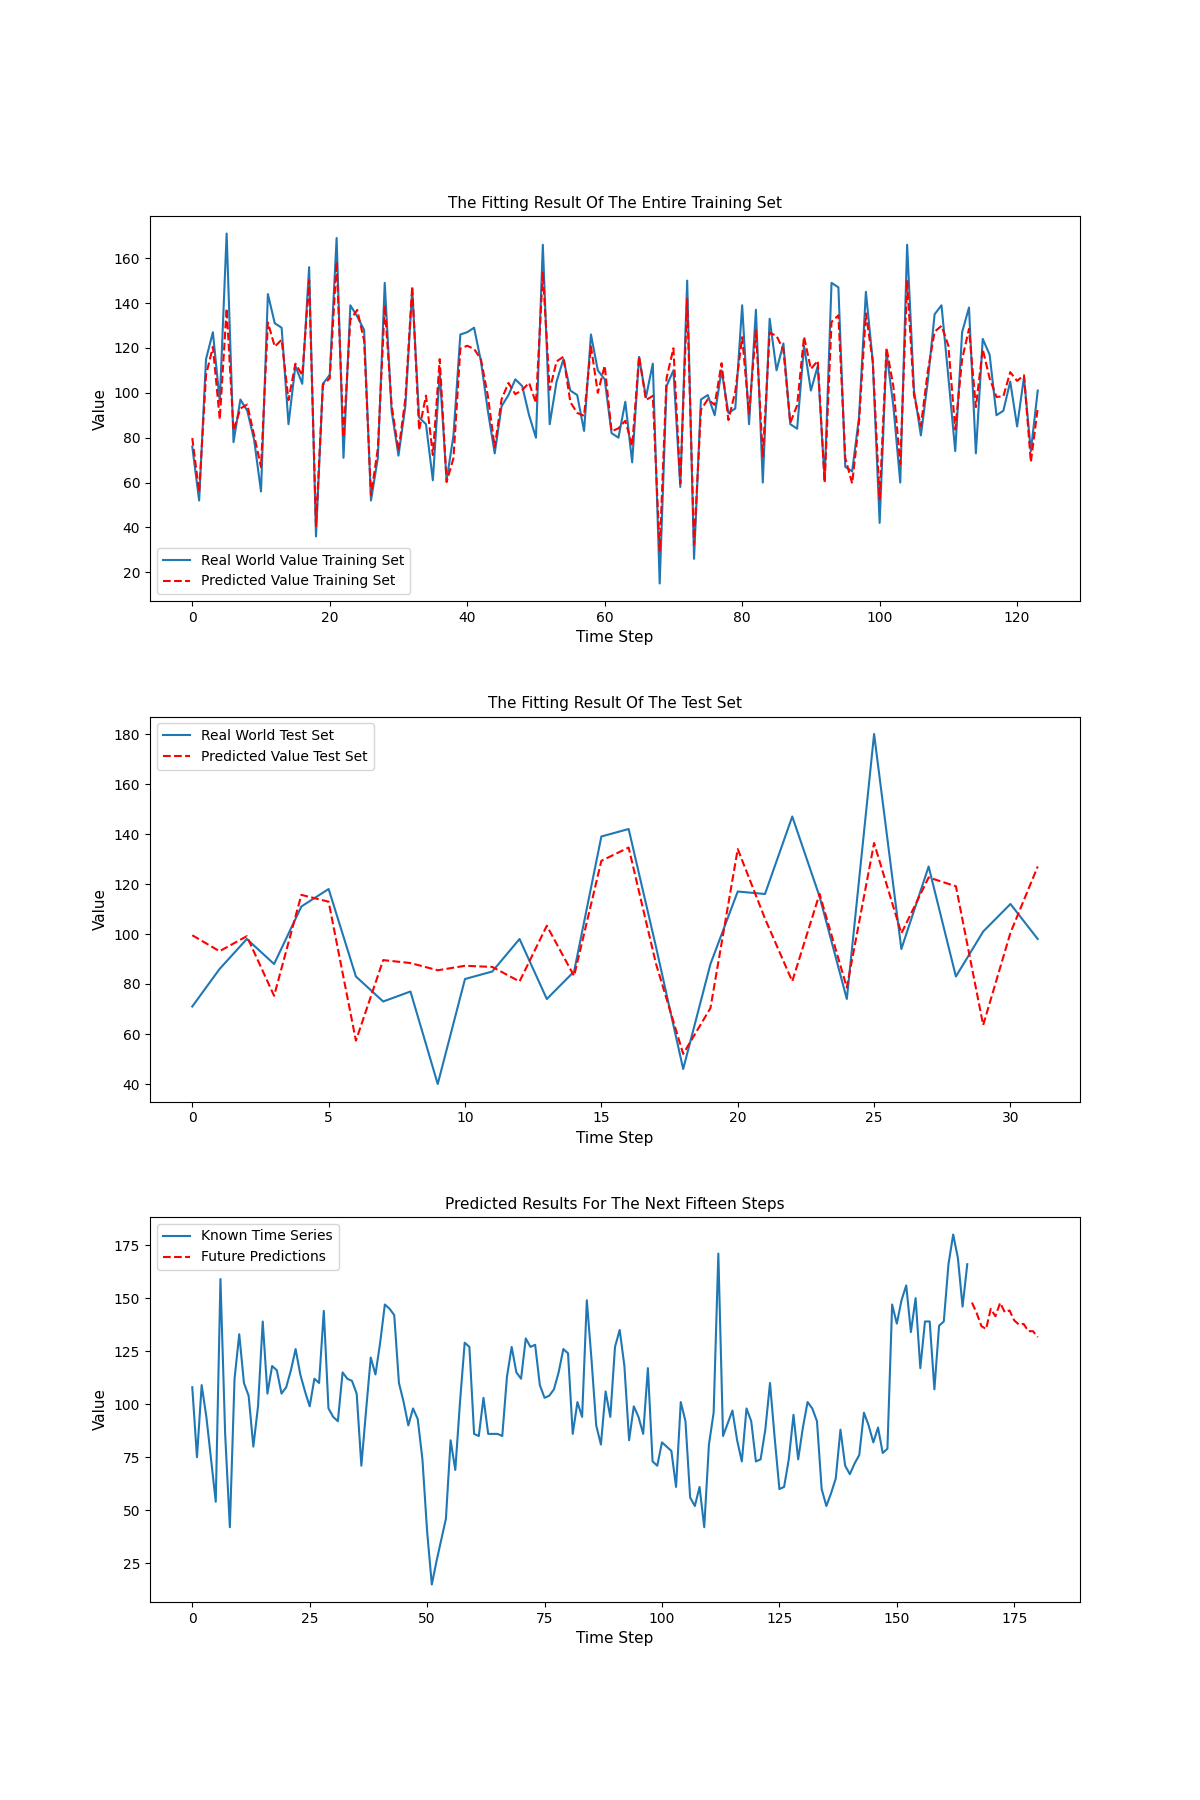 The Fitting Result Of The Entire Training Set
160
140
120
100
80
60
40
20
Value
Real World Value Training Set
Predicted Value Training Set
0 20 40 60 80 100 120
Time Step
The Fitting Result Of The Test Set
Real World Test Set
Predicted Value Test Set
180
160
140
120
100
80
60
40
Value
0 5 10 15 20 25 30
Time Step
Predicted Results For The Next Fifteen Steps
Known Time Series
Future Predictions
175
150
125
100
75
50
25
Value
0 25 50 75 100 125 150 175
Time Step